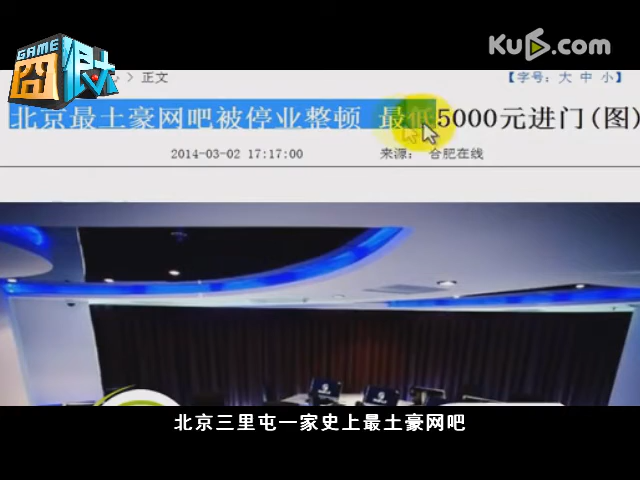 GAME
囧很大
Ku6.com
> 正文
【字号：大 中 小】
北京最土豪网吧被停业整顿 最低5000元进门(图)
2014-03-02 17:17:00
来源： 合肥在线
北京三里屯一家史上最土豪网吧